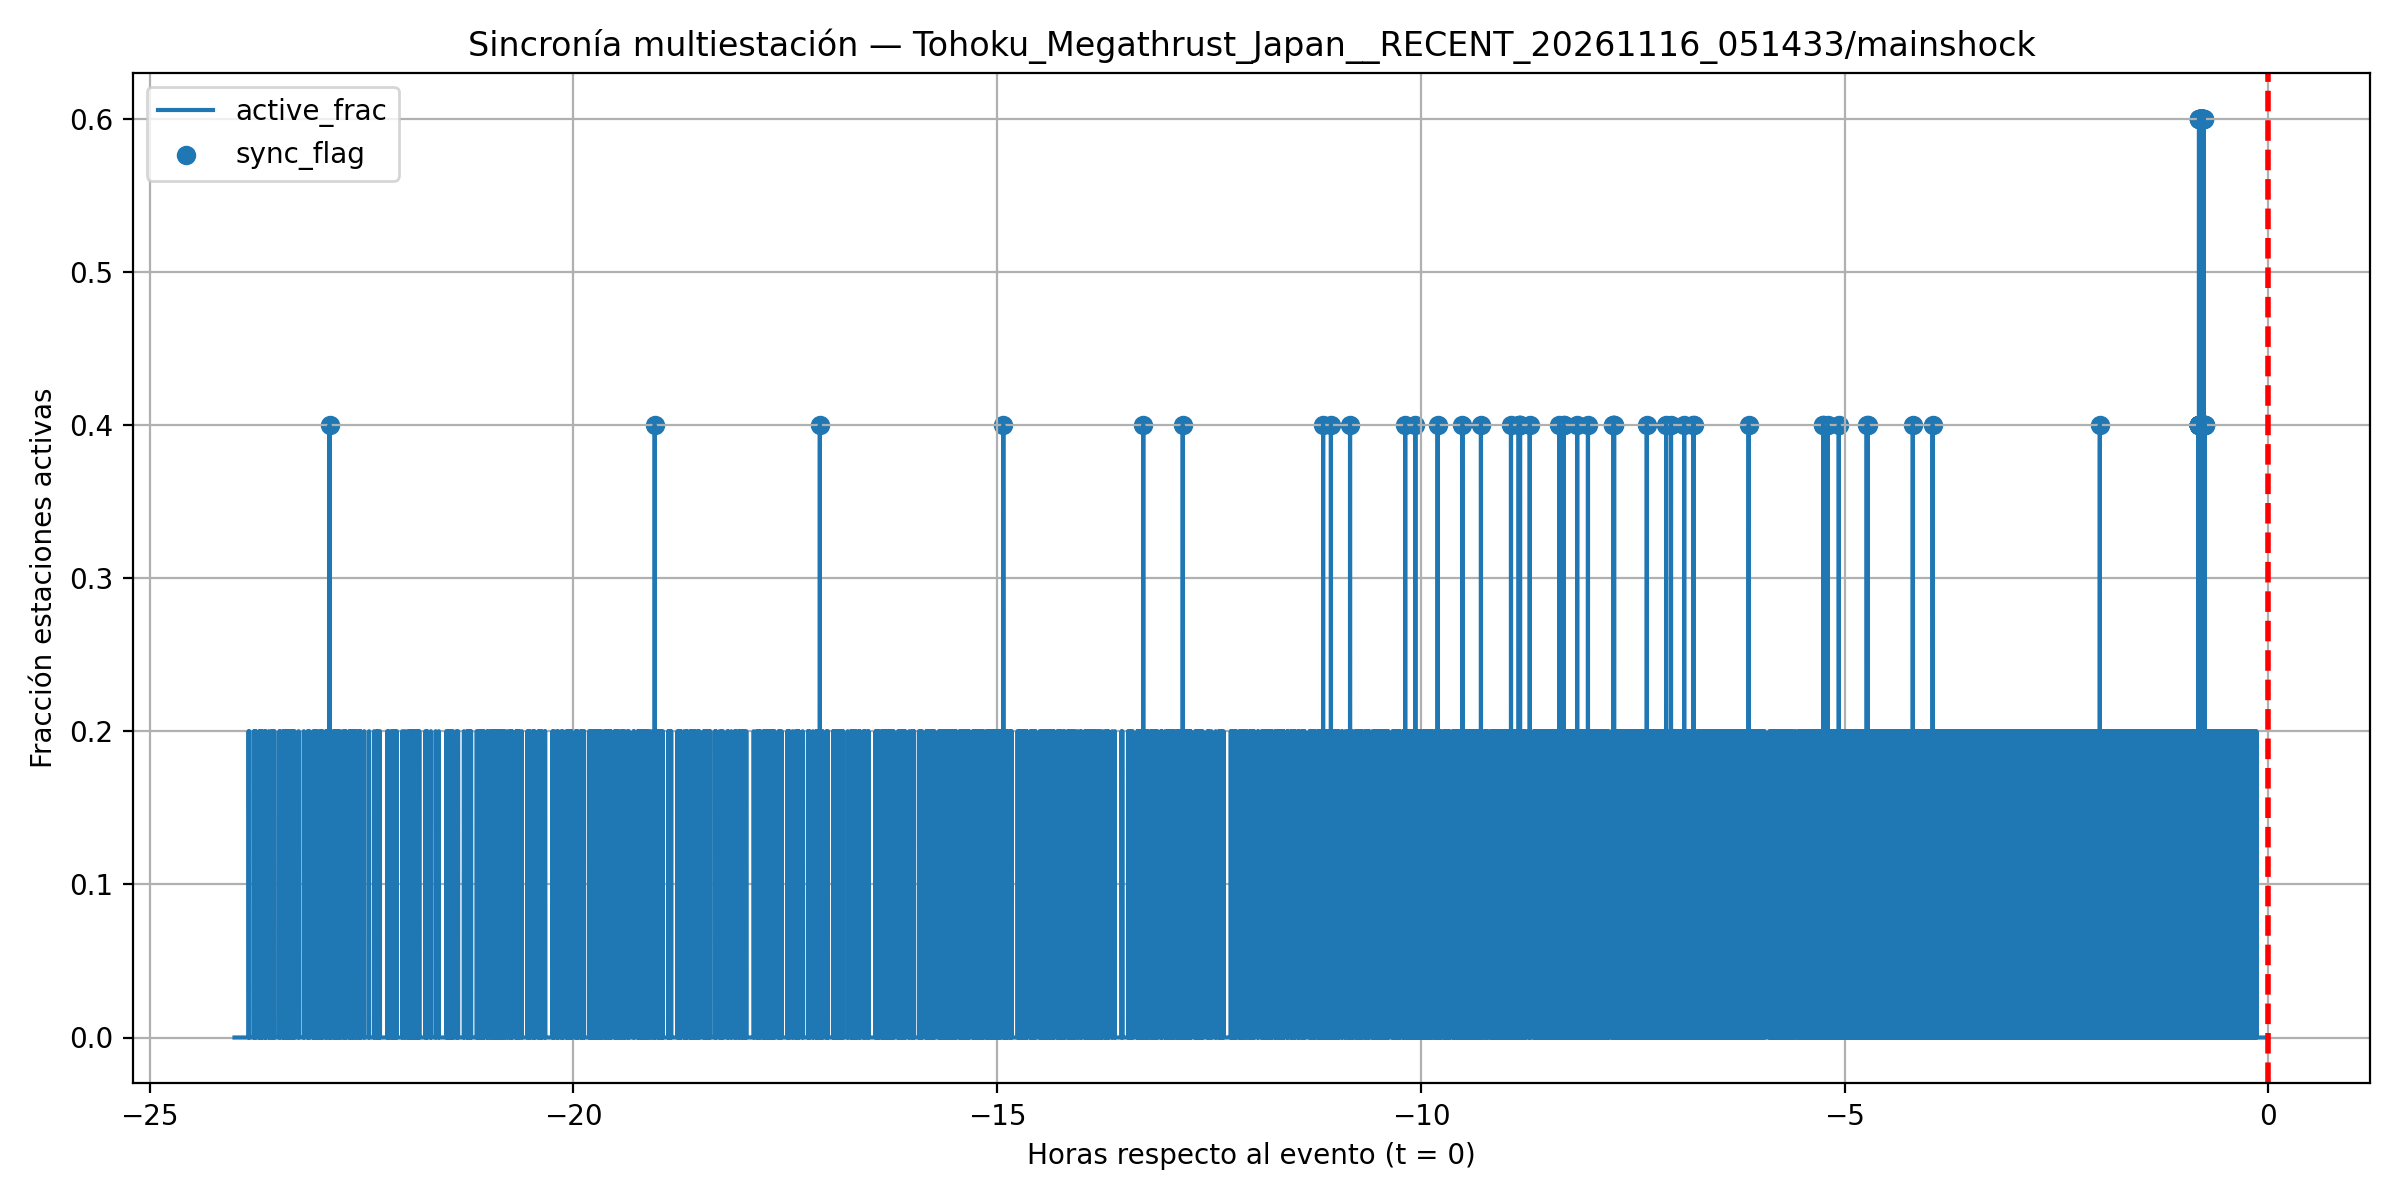 Sincronía multiestación — Tohoku_Megathrust_Japan__RECENT_20261116_051433/mainshock
active_frac
sync_flag
Fracción estaciones activas
0.6
0.5
0.4
0.3
0.2
0.1
0.0
−25 −20 −15 −10 −5 0
Horas respecto al evento (t = 0)